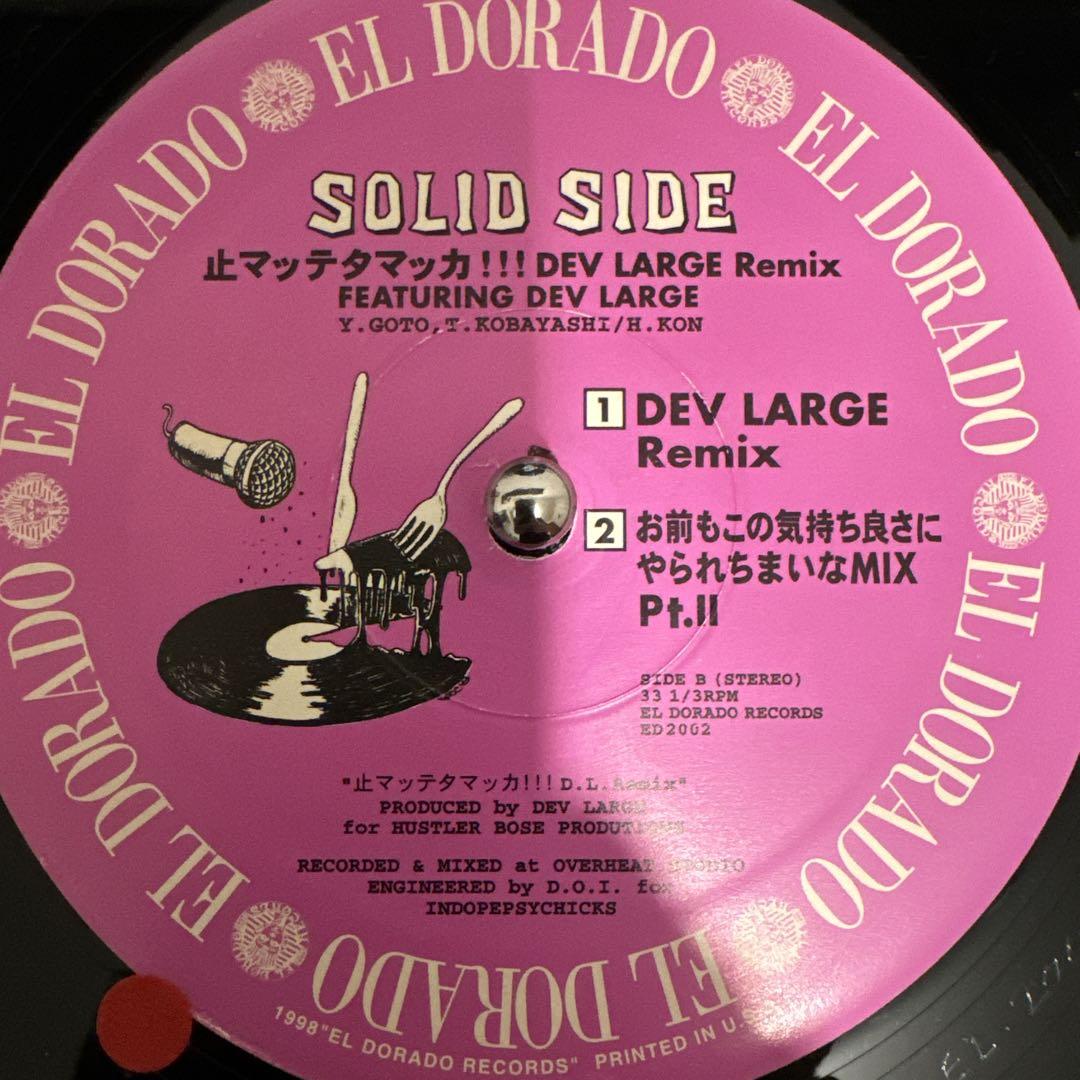 EL DORADO
EL DORADO
EL DORADO
EL DORADO
EL DORADO
EL DORADO
EL DORADO
EL DORADO
SOLID SIDE
止マッテタマッカ!!! DEV LARGE Remix
FEATURING DEV LARGE
Y.GOTO,T.KOBAYASHI/H.KON
1 DEV LARGE
Remix
2 お前もこの気持ち良さに
やられちまいなMIX
Pt.II
SIDE B (STEREO)
33 1/3RPM
EL DORADO RECORDS
ED2002
"止マッテタマッカ!!! D.L.Remix"
PRODUCED by DEV LARGE
for HUSTLER BOSE PRODUTIONS
RECORDED & MIXED at OVERHEAT STUDIO
ENGINEERED by D.O.I. for
INDOPEPSYCHICKS
1998"EL DORADO RECORDS" PRINTED IN